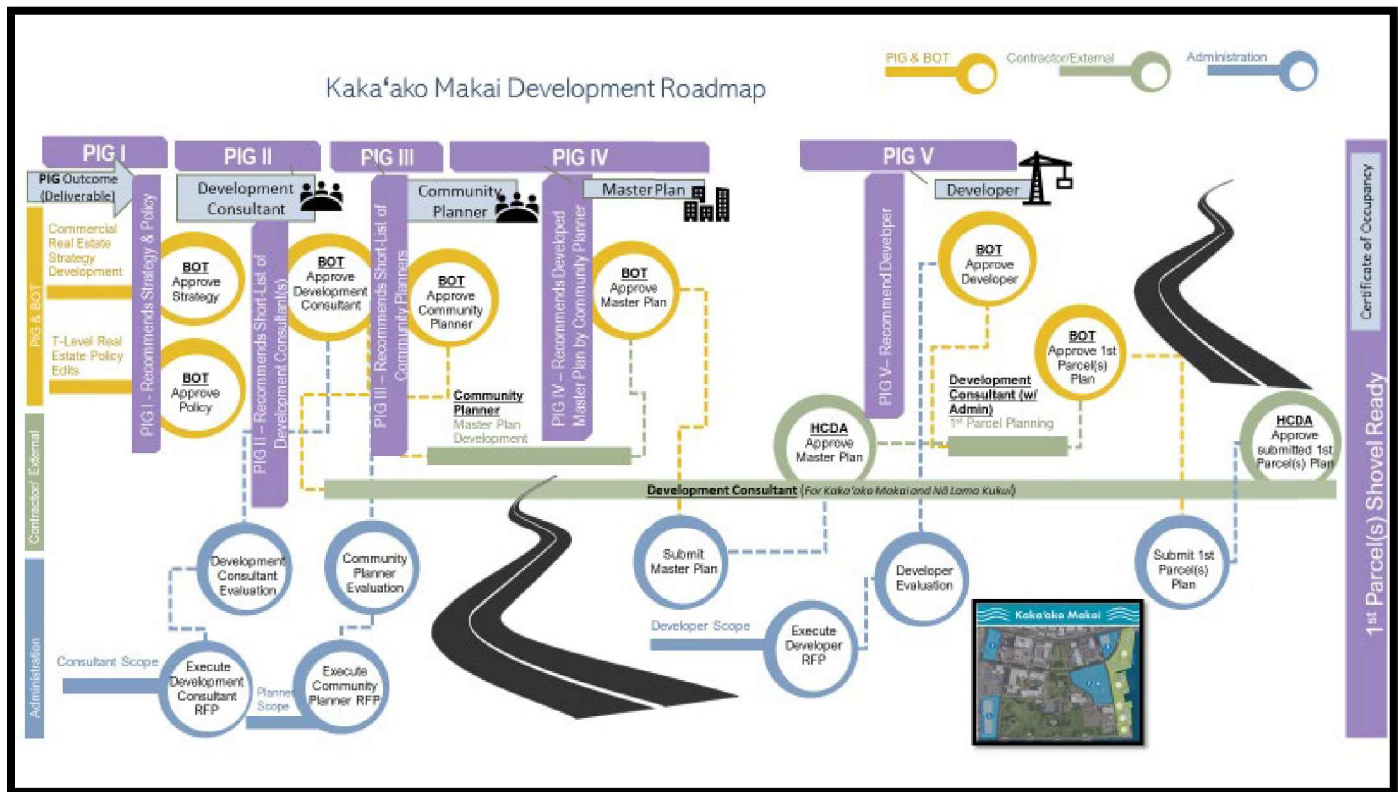 Kakaʻako Makai Development Roadmap
PIG & BOT
Contractor/External
Administration
PIG I
PIG II
PIG III
PIG IV
PIG V
PIG Outcome
(Deliverable)
Development
Consultant
Community
Planner
Master Plan
Developer
PIG & BOT
Commercial
Real Estate
Strategy
Development
T-Level Real
Estate Policy
Edits
PIG I - Recommends Strategy & Policy
BOT
Approve
Strategy
BOT
Approve
Policy
PIG II – Recommends Short-List of
Development Consultant(s)
BOT
Approve
Development
Consultant
PIG III – Recommends Short-List of
Community Planners
BOT
Approve
Community
Planner
Community
Planner
Master Plan
Development
PIG IV – Recommends Developed
Master Plan by Community Planner
BOT
Approve
Master Plan
PIG V – Recommend Developer
BOT
Approve
Developer
BOT
Approve 1st
Parcel(s)
Plan
Development
Consultant (w/
Admin)
1st Parcel Planning
HCDA
Approve
Master Plan
HCDA
Approve
submitted 1st
Parcel(s) Plan
Contractor/ External
Development Consultant (For Kakaʻako Makai and Nā Lama Kukui)
Administration
Development
Consultant
Evaluation
Community
Planner
Evaluation
Submit
Master Plan
Developer
Evaluation
Submit 1st
Parcel(s)
Plan
Consultant Scope
Execute
Development
Consultant
RFP
Planner
Scope
Execute
Community
Planner RFP
Developer Scope
Execute
Developer
RFP
Kakaʻako Makai
Certificate of Occupancy
1st Parcel(s) Shovel Ready